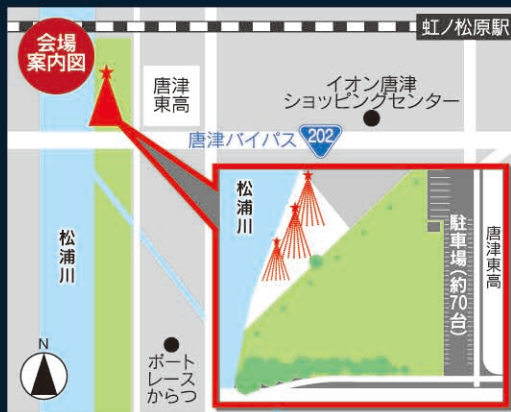 虹ノ松原駅
会場
案内図
唐津
東高
イオン唐津
ショッピングセンター
唐津バイパス
202
松浦川
松浦川
駐車場（約70台）
唐津東高
ボート
レース
からつ
N